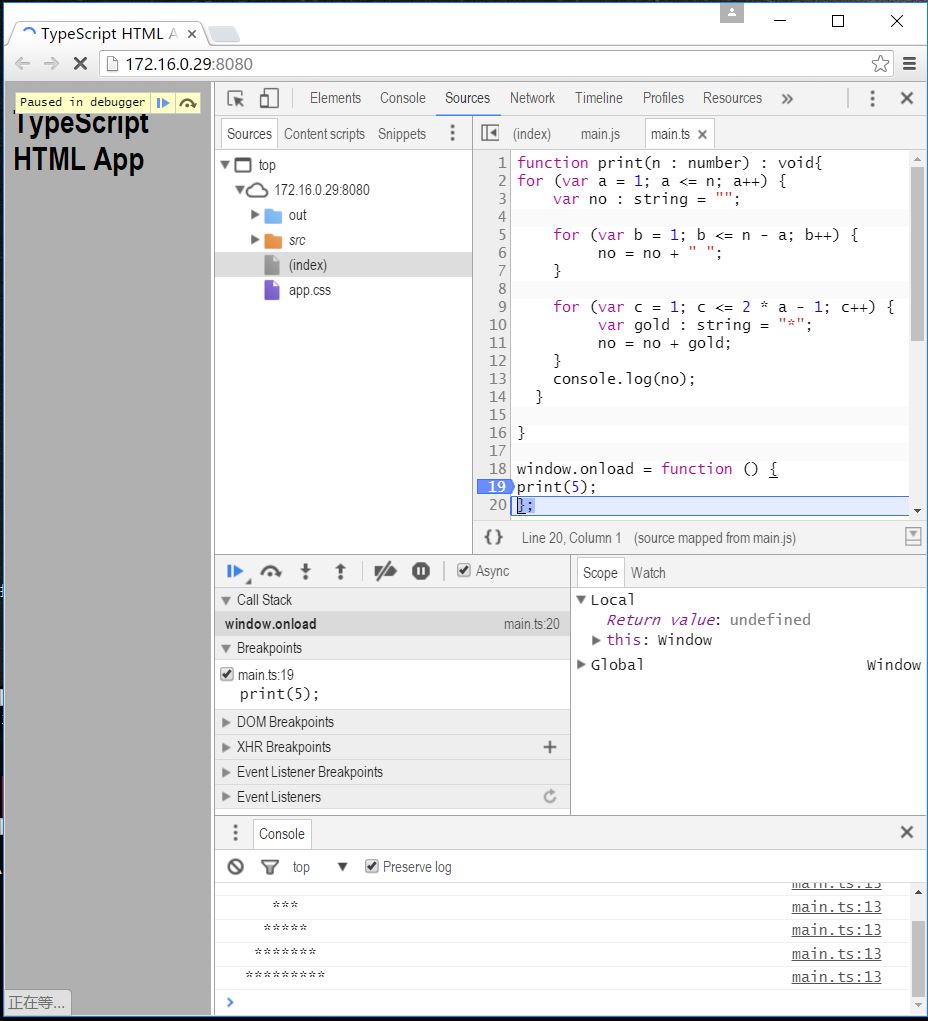 TypeScript HTML A
172.16.0.29:8080
Paused in debugger
TypeScript
HTML App
Elements Console Sources Network Timeline Profiles Resources
Sources Content scripts Snippets
(index) main.js main.ts
top
172.16.0.29:8080
out
src
(index)
app.css
1 function print(n : number) : void{
2 for (var a = 1; a <= n; a++) {
3 var no : string = "";
4
5 for (var b = 1; b <= n - a; b++) {
6 no = no + " ";
7 }
8
9 for (var c = 1; c <= 2 * a - 1; c++) {
10 var gold : string = "*";
11 no = no + gold;
12 }
13 console.log(no);
14 }
15
16 }
17
18 window.onload = function () {
19 print(5);
20 };
{} Line 20, Column 1 (source mapped from main.js)
Async
Call Stack
window.onload main.ts:20
Breakpoints
main.ts:19
print(5);
DOM Breakpoints
XHR Breakpoints
Event Listener Breakpoints
Event Listeners
Scope Watch
Local
Return value: undefined
this: Window
Global Window
Console
top Preserve log
main.ts:13
*** main.ts:13
***** main.ts:13
******* main.ts:13
********* main.ts:13
正在等...